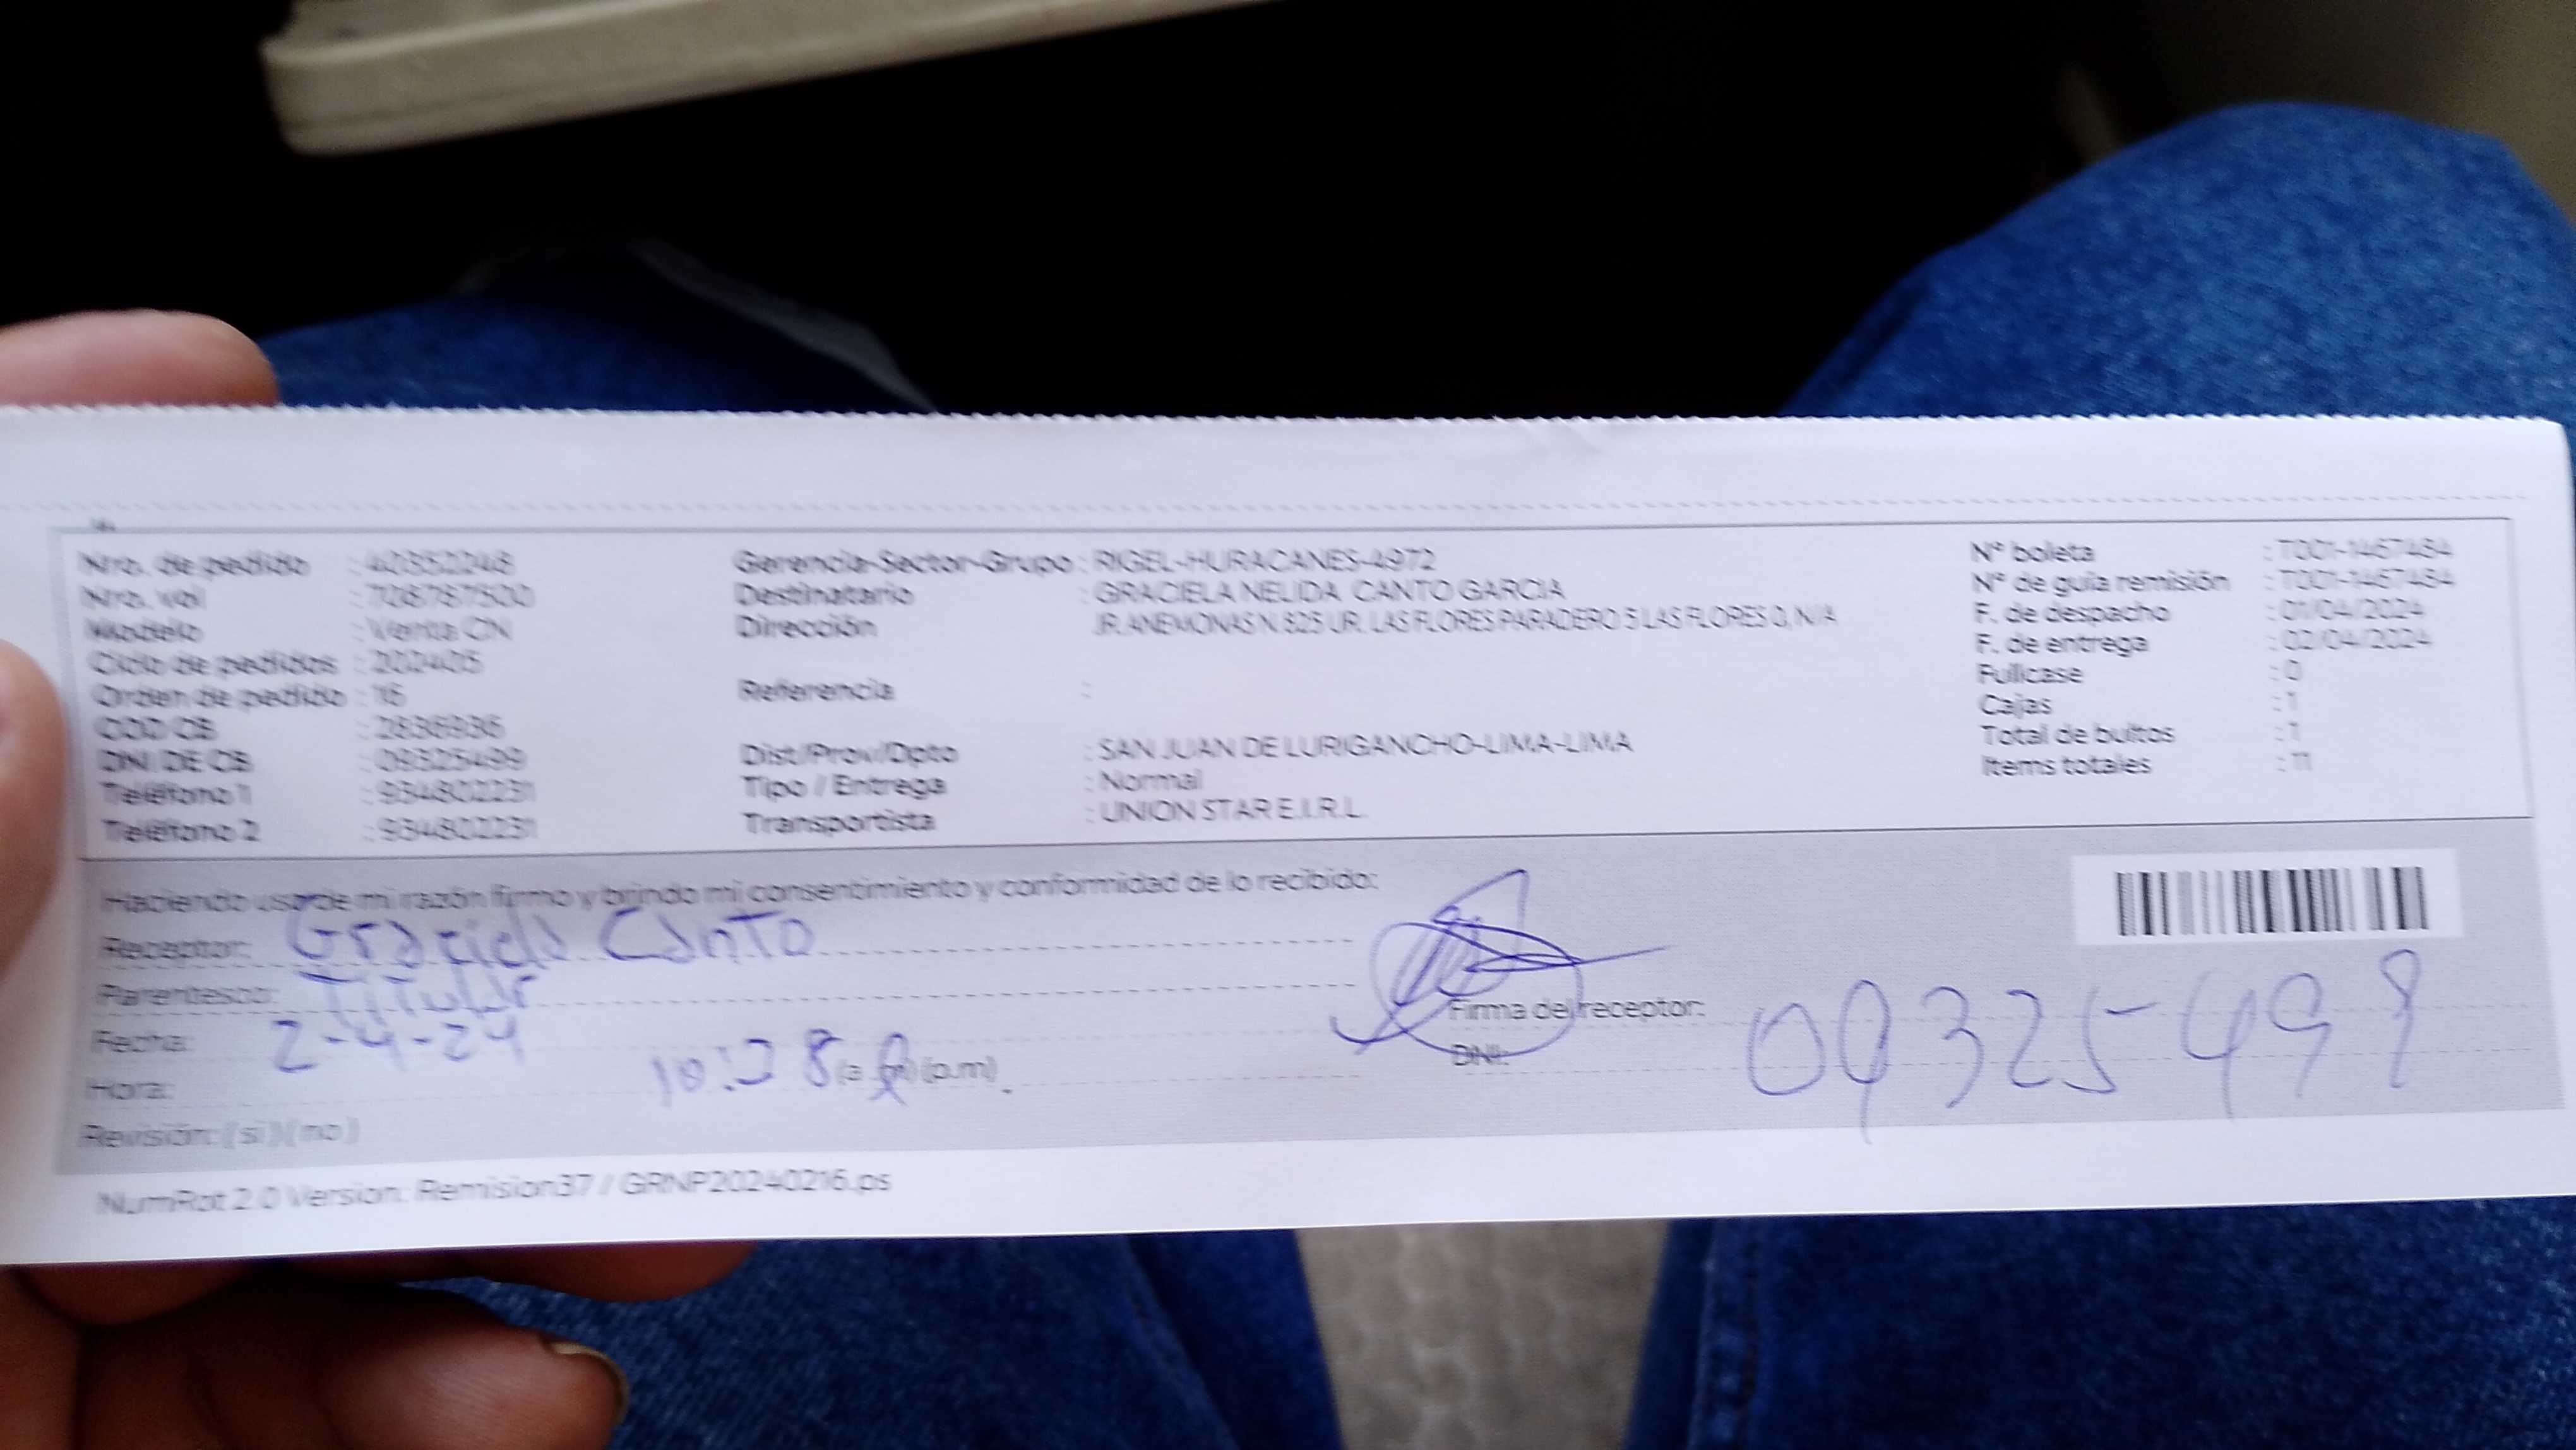 Nro. de pedido : 40352248
Nro. val : 706767500
Modelo : Venta CN
Ciclo de pedidos : 202405
Orden de pedido : 16
COD CB : 2838936
DNI DE CB : 09325499
Teléfono 1 : 934802231
Teléfono 2 : 934802231
Gerencia-Sector-Grupo : RIGEL-HURACANES-4972
Destinatario : GRACIELA NELIDA CANTO GARCIA
Dirección JR. ANEMONAS N. 825 UR. LAS FLORES PARADERO 5 LAS FLORES 0, N/A
Referencia :
Dist/Prov/Dpto : SAN JUAN DE LURIGANCHO-LIMA-LIMA
Tipo / Entrega : Normal
Transportista : UNION STAR E.I.R.L.
N° boleta : T001-1467484
N° de guía remisión : T001-1467484
F. de despacho : 01/04/2024
F. de entrega : 02/04/2024
Fullcase : 0
Cajas : 1
Total de bultos : 1
Items totales : 11
Haciendo uso de mi razón firmo y brindo mi consentimiento y conformidad de lo recibido:
Receptor: Graciela Canto
Parentesco: Titular
Fecha: 2-4-24
Hora: 10:28 (a.m) (p.m)
Revisión: (si) (no)
Firma del receptor:
DNI: 09325499
NumRot 2.0 Version: Remision37 / GRNP20240216.ps